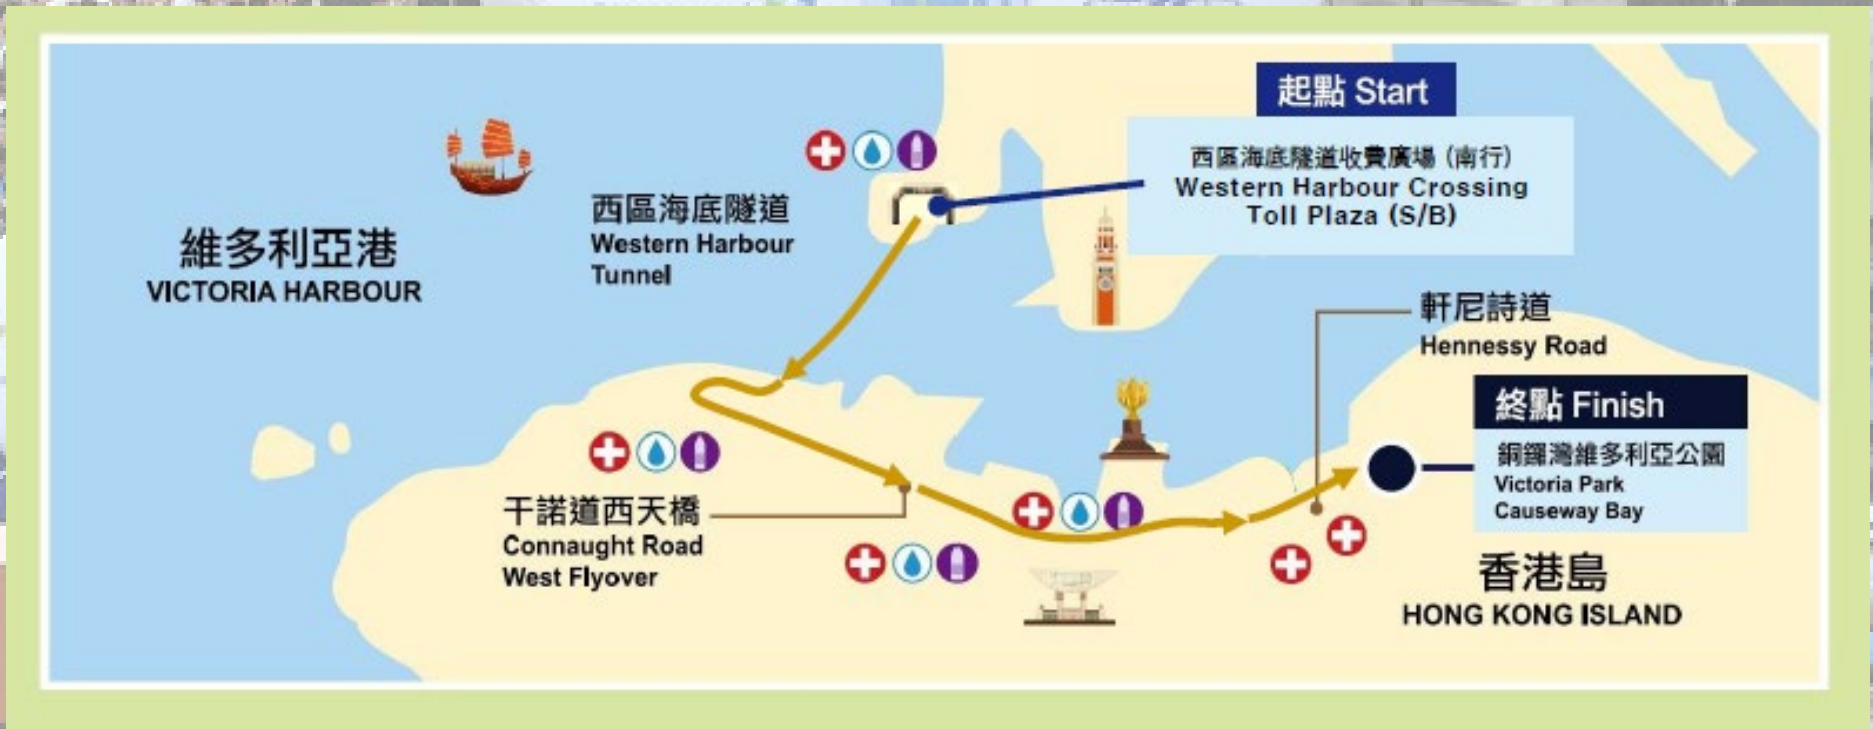 起點 Start
西區海底隧道收費廣場 (南行)
Western Harbour Crossing
Toll Plaza (S/B)
西區海底隧道
Western Harbour
Tunnel
維多利亞港
VICTORIA HARBOUR
軒尼詩道
Hennessy Road
終點 Finish
銅鑼灣維多利亞公園
Victoria Park
Causeway Bay
干諾道西天橋
Connaught Road
West Flyover
香港島
HONG KONG ISLAND